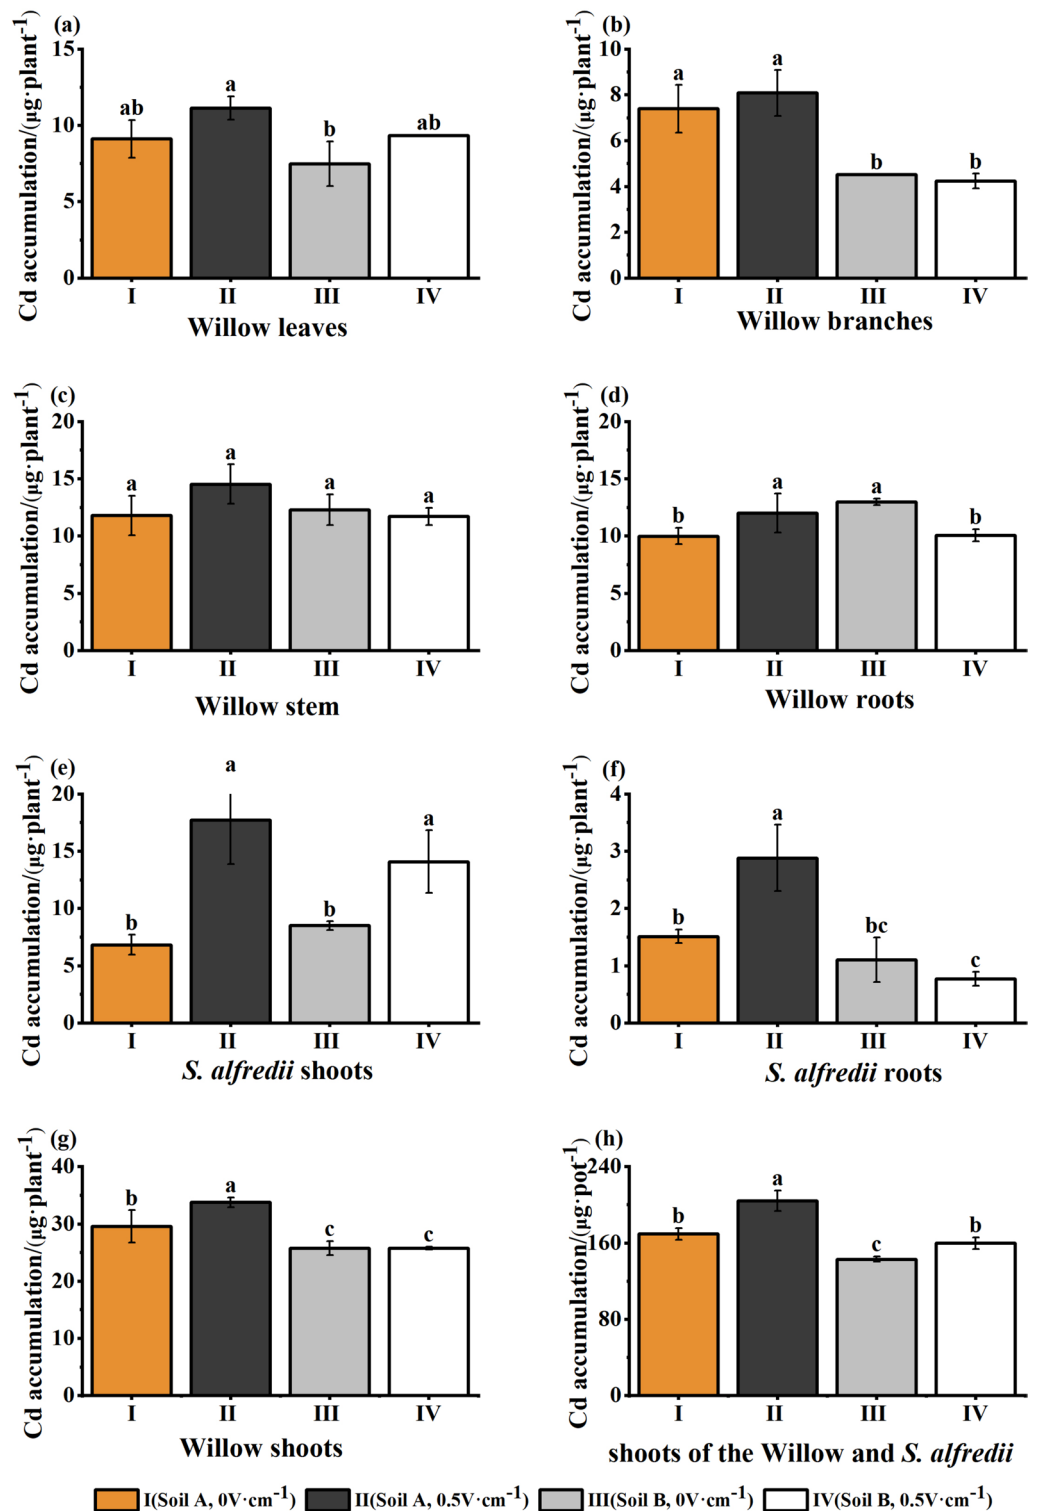 (a)
Cd accumulation/(μg·plant⁻¹)
15
10
5
0
ab
a
b
ab
I II III IV
Willow leaves
(b)
Cd accumulation/(μg·plant⁻¹)
10
8
6
4
2
0
a
a
b
b
I II III IV
Willow branches
(c)
Cd accumulation/(μg·plant⁻¹)
20
15
10
5
0
a
a
a
a
I II III IV
Willow stem
(d)
Cd accumulation/(μg·plant⁻¹)
20
15
10
5
0
b
a
a
b
I II III IV
Willow roots
(e)
Cd accumulation/(μg·plant⁻¹)
20
15
10
5
0
b
a
b
a
I II III IV
S. alfredii shoots
(f)
Cd accumulation/(μg·plant⁻¹)
4
3
2
1
0
b
a
bc
c
I II III IV
S. alfredii roots
(g)
Cd accumulation/(μg·plant⁻¹)
40
30
20
10
0
b
a
c
c
I II III IV
Willow shoots
(h)
Cd accumulation/(μg·pot⁻¹)
240
160
80
0
b
a
c
b
I II III IV
shoots of the Willow and S. alfredii
I(Soil A, 0V·cm⁻¹) II(Soil A, 0.5V·cm⁻¹) III(Soil B, 0V·cm⁻¹) IV(Soil B, 0.5V·cm⁻¹)